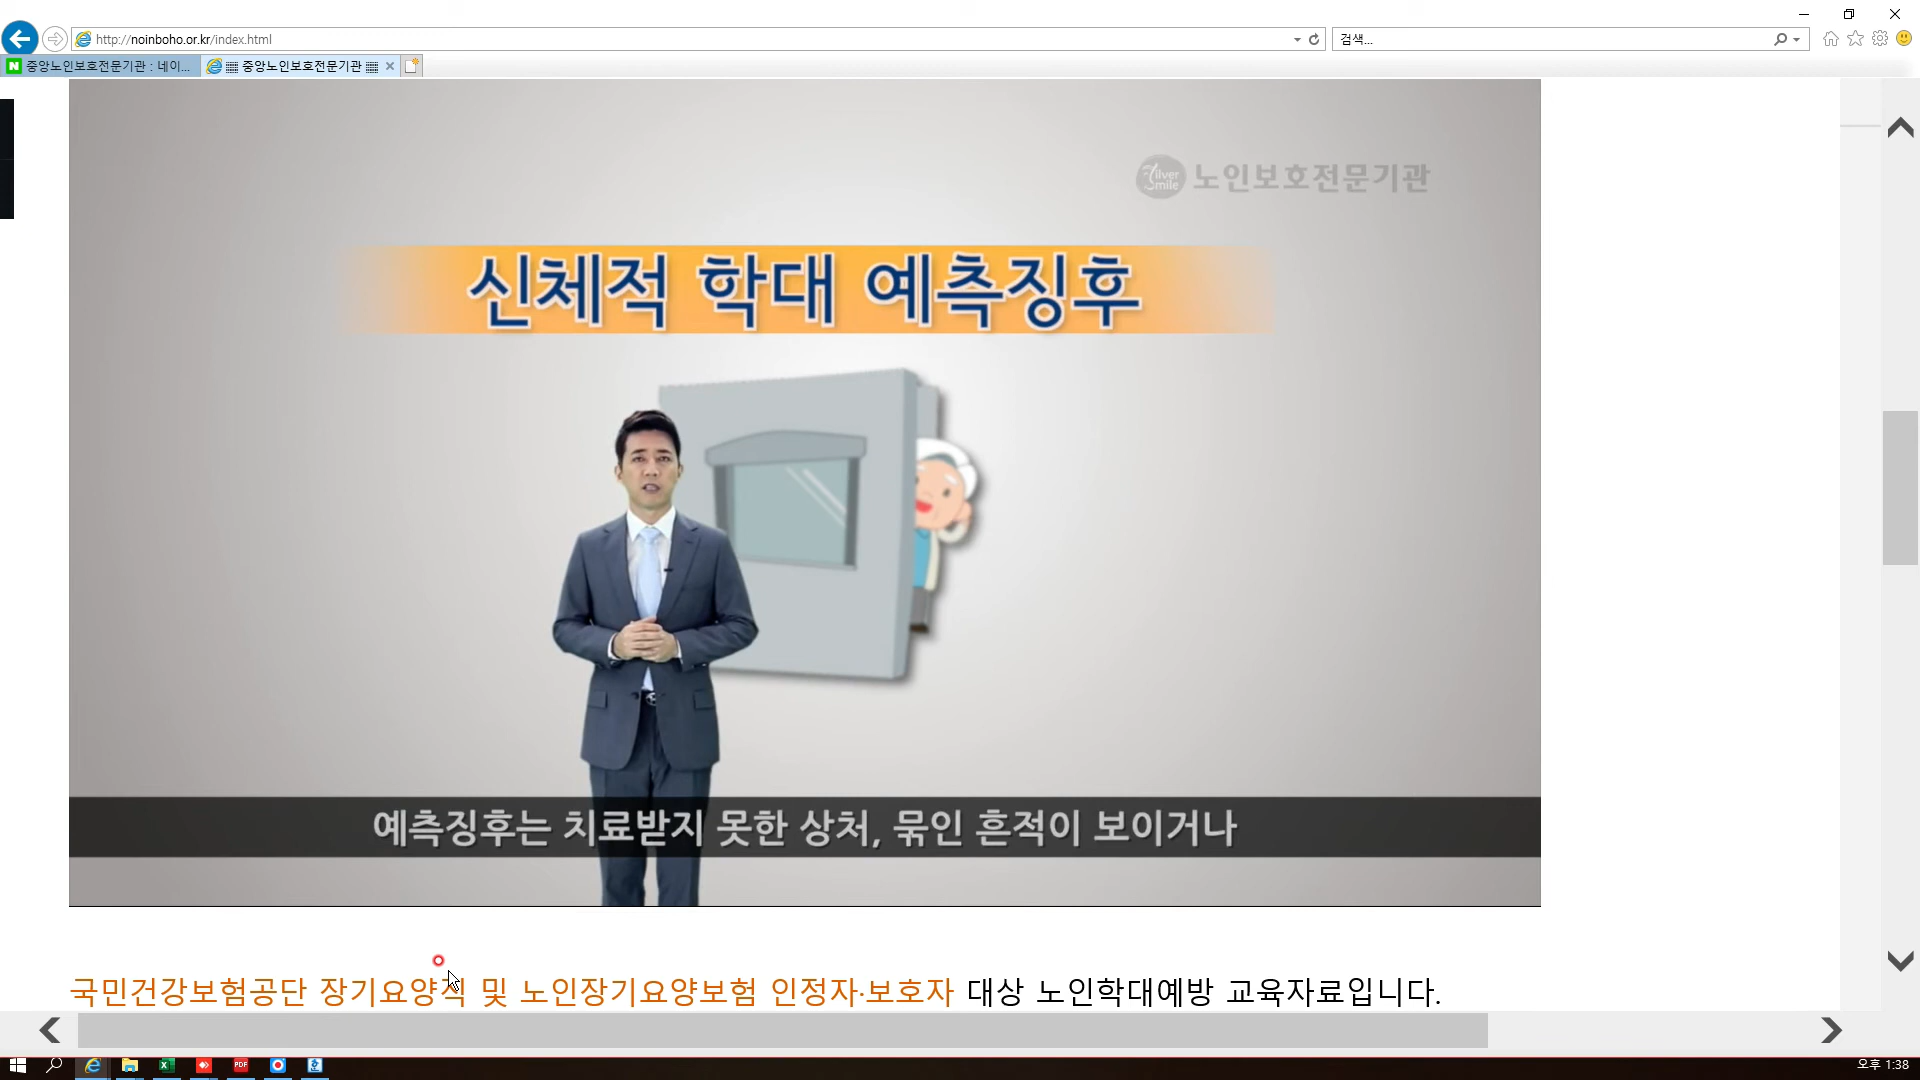 http://noinboho.or.kr/index.html
검색...
N 중앙노인보호전문기관 : 네이...
중앙노인보호전문기관
Silver Smile 노인보호전문기관
신체적 학대 예측징후
예측징후는 치료받지 못한 상처, 묶인 흔적이 보이거나
국민건강보험공단 장기요양직 및 노인장기요양보험 인정자·보호자 대상 노인학대예방 교육자료입니다.
PDF
오후 1:38